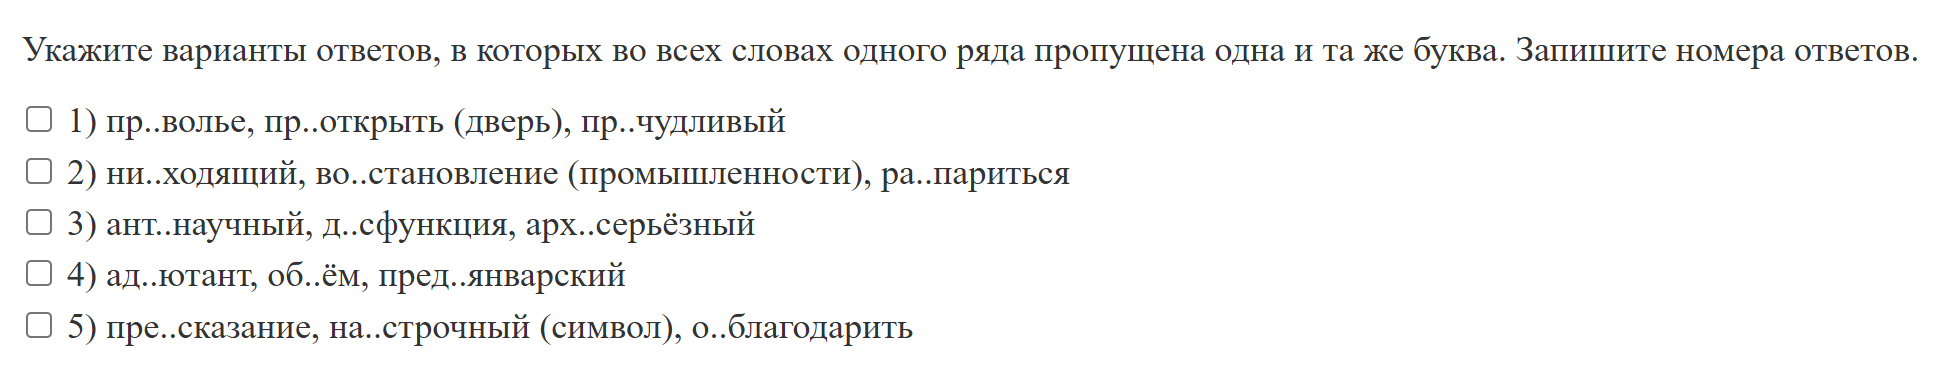 Укажите варианты ответов, в которых во всех словах одного ряда пропущена одна и та же буква. Запишите номера ответов.
1) пр..волье, пр..открыть (дверь), пр..чудливый
2) ни..ходящий, во..становление (промышленности), ра..париться
3) ант..научный, д..сфункция, арх..серьёзный
4) ад..ютант, об..ём, пред..январский
5) пре..сказание, на..строчный (символ), о..благодарить